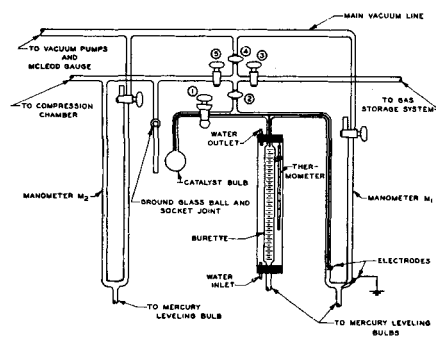 MAIN VACUUM LINE
TO VACUUM PUMPS
AND
MCLEOD GAUGE
5
4
3
TO COMPRESSION
CHAMBER
1
2
TO GAS
STORAGE SYSTEM
WATER
OUTLET
THER-
MOMETER
CATALYST BULB
MANOMETER M2
GROUND GLASS BALL AND
SOCKET JOINT
MANOMETER M1
BURETTE
ELECTRODES
WATER
INLET
TO MERCURY
LEVELING BULB
TO MERCURY LEVELING
BULBS